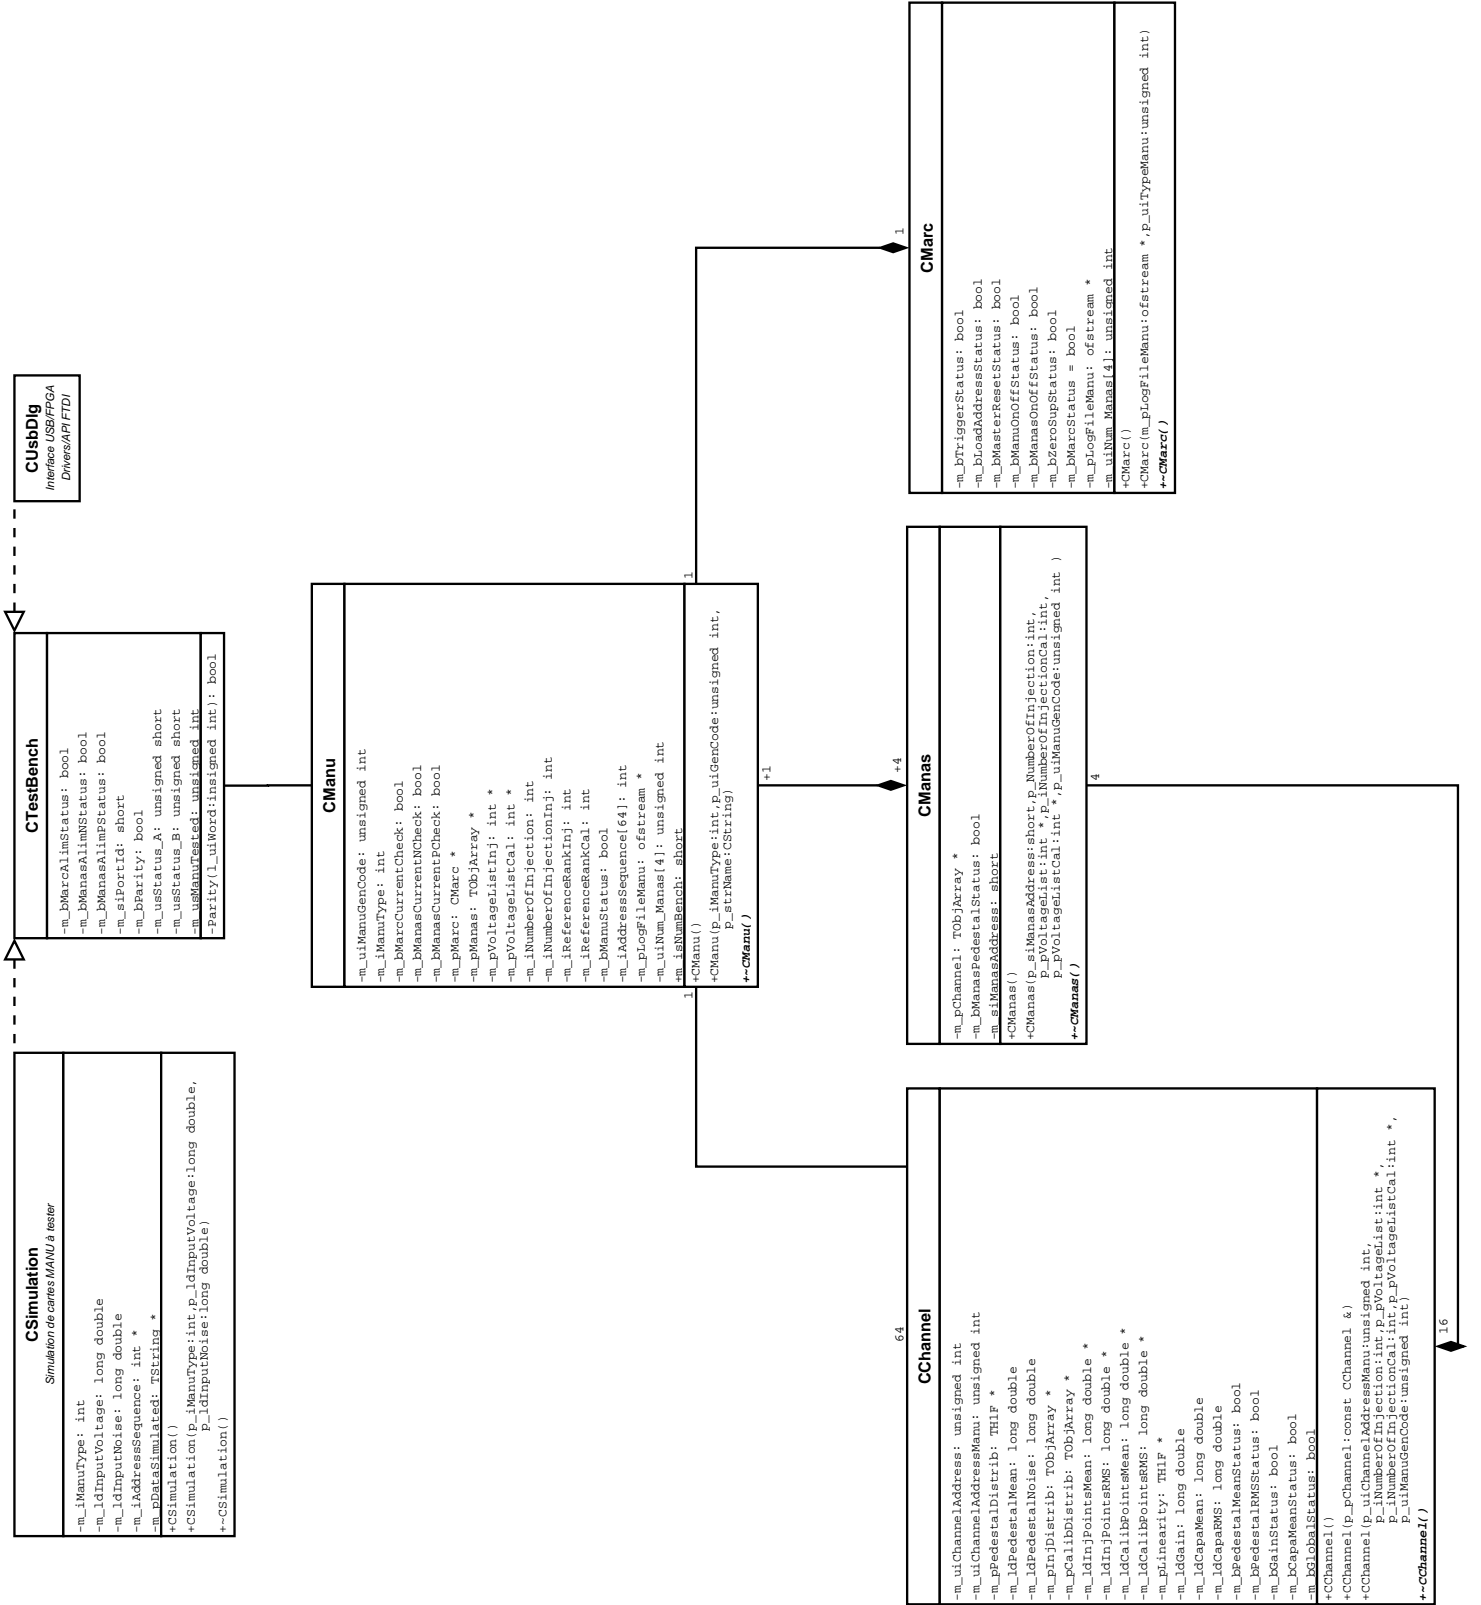 CSimulation
Simulation de cartes MANU à tester
-m_iManuType: int
-m_ldInputVoltage: long double
-m_ldInputNoise: long double
-m_iAddressSequence: int *
-m_pDataSimulated: TString *
+CSimulation()
+CSimulation(p_iManuType:int,p_ldInputVoltage:long double,
p_ldInputNoise:long double)
+~CSimulation()
CTestBench
-m_bMarcAlimStatus: bool
-m_bManasAlimNStatus: bool
-m_bManasAlimPStatus: bool
-m_siPortId: short
-m_bParity: bool
-m_usStatus_A: unsigned short
-m_usStatus_B: unsigned short
-m_usManuTested: unsigned int
-Parity(l_uiWord:insigned int): bool
CUsbDlg
Interface USB/FPGA
Drivers/API FTDI
CManu
-m_uiManuGenCode: unsigned int
-m_iManuType: int
-m_bMarcCurrentCheck: bool
-m_bManasCurrentNCheck: bool
-m_bManasCurrentPCheck: bool
-m_pMarc: CMarc *
-m_pManas: TObjArray *
-m_pVoltageListInj: int *
-m_pVoltageListCal: int *
-m_iNumberOfInjection: int
-m_iNumberOfInjectionInj: int
-m_iReferenceRankInj: int
-m_iReferenceRankCal: int
-m_bManuStatus: bool
-m_iAddressSequence[64]: int
-m_pLogFileManu: ofstream *
-m_uiNum_Manas[4]: unsigned int
+m_isNumBench: short
+CManu()
+CManu(p_iManuType:int,p_uiGenCode:unsigned int,
p_strName:CString)
+~CManu()
1
1
+1
64
+4
1
CChannel
-m_uiChannelAddress: unsigned int
-m_uiChannelAddressManu: unsigned int
-m_pPedestalDistrib: TH1F *
-m_ldPedestalMean: long double
-m_ldPedestalNoise: long double
-m_pInjDistrib: TObjArray *
-m_pCalibDistrib: TObjArray *
-m_ldInjPointsMean: long double *
-m_ldInjPointsRMS: long double *
-m_ldCalibPointsMean: long double *
-m_ldCalibPointsRMS: long double *
-m_pLinearity: TH1F *
-m_ldGain: long double
-m_ldCapaMean: long double
-m_ldCapaRMS: long double
-m_bPedestalMeanStatus: bool
-m_bPedestalRMSStatus: bool
-m_bGainStatus: bool
-m_bCapaMeanStatus: bool
-m_bGlobalStatus: bool
+CChannel()
+CChannel(p_pChannel:const CChannel &)
+CChannel(p_uiChannelAddressManu:unsigned int,
p_iNumberOfInjection:int,p_pVoltageList:int *,
p_iNumberOfInjectionCal:int,p_pVoltageListCal:int *,
p_uiManuGenCode:unsigned int)
+~CChannel()
16
CManas
-m_pChannel: TObjArray *
-m_bManasPedestalStatus: bool
-m_siManasAddress: short
+CManas()
+CManas(p_siManasAddress:short,p_NumberOfInjection:int,
p_pVoltageList:int *,p_iNumberOfInjectionCal:int,
p_pVoltageListCal:int *,p_uiManuGenCode:unsigned int )
+~CManas()
4
CMarc
-m_bTriggerStatus: bool
-m_bLoadAddressStatus: bool
-m_bMasterResetStatus: bool
-m_bManuOnOffStatus: bool
-m_bManasOnOffStatus: bool
-m_bZeroSupStatus: bool
-m_bMarcStatus = bool
-m_pLogFileManu: ofstream *
-m_uiNum_Manas[4]: unsigned int
+CMarc()
+CMarc(m_pLogFileManu:ofstream *,p_uiTypeManu:unsigned int)
+~CMarc()